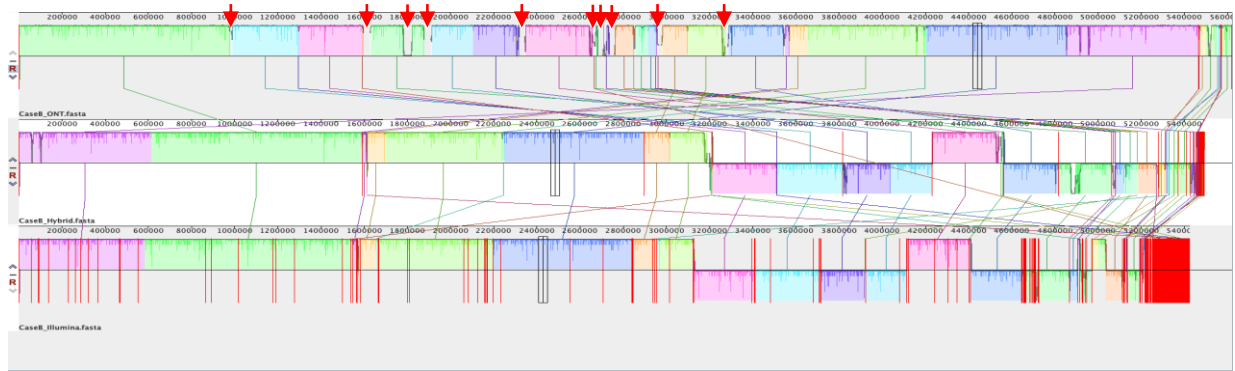 200000 400000 600000 800000 1000000 1200000 1400000 1600000 1800000 2000000 2200000 2400000 2600000 2800000 3000000 3200000 3400000 3600000 3800000 4000000 4200000 4400000 4600000 4800000 5000000 5200000 5400000 5600
R
CaseB_ONT.fasta
200000 400000 600000 800000 1000000 1200000 1400000 1600000 1800000 2000000 2200000 2400000 2600000 2800000 3000000 3200000 3400000 3600000 3800000 4000000 4200000 4400000 4600000 4800000 5000000 5200000 5400000
R
CaseB_Hybrid.fasta
200000 400000 600000 800000 1000000 1200000 1400000 1600000 1800000 2000000 2200000 2400000 2600000 2800000 3000000 3200000 3400000 3600000 3800000 4000000 4200000 4400000 4600000 4800000 5000000 5200000 5400
R
CaseB_Illumina.fasta